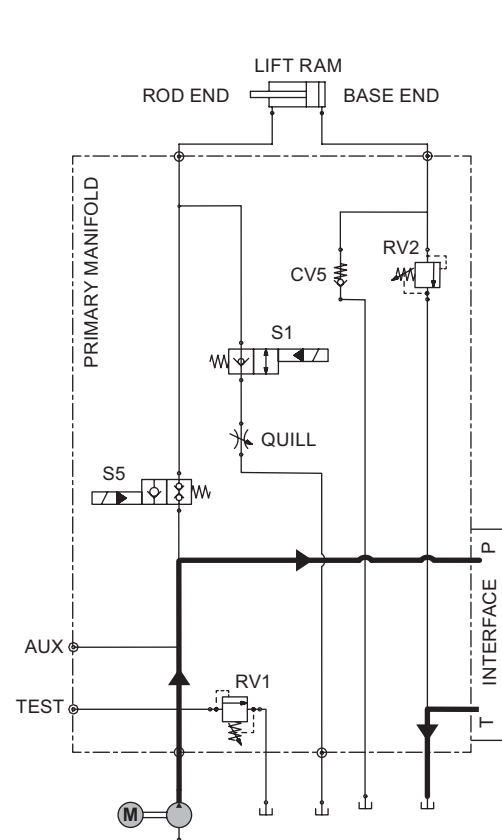 LIFT RAM
ROD END
BASE END
PRIMARY MANIFOLD
RV2
CV5
S1
QUILL
S5
P
INTERFACE
AUX
RV1
TEST
T
M